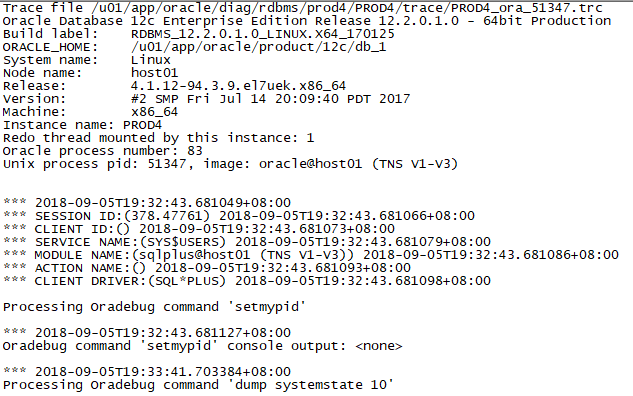 Trace file /u01/app/oracle/diag/rdbms/prod4/PROD4/trace/PROD4_ora_51347.trc
Oracle Database 12c Enterprise Edition Release 12.2.0.1.0 - 64bit Production
Build label:    RDBMS_12.2.0.1.0_LINUX.X64_170125
ORACLE_HOME:    /u01/app/oracle/product/12c/db_1
System name:    Linux
Node name:      host01
Release:        4.1.12-94.3.9.el7uek.x86_64
Version:        #2 SMP Fri Jul 14 20:09:40 PDT 2017
Machine:        x86_64
Instance name: PROD4
Redo thread mounted by this instance: 1
Oracle process number: 83
Unix process pid: 51347, image: oracle@host01 (TNS V1-V3)
*** 2018-09-05T19:32:43.681049+08:00
*** SESSION ID:(378.47761) 2018-09-05T19:32:43.681066+08:00
*** CLIENT ID:() 2018-09-05T19:32:43.681073+08:00
*** SERVICE NAME:(SYS$USERS) 2018-09-05T19:32:43.681079+08:00
*** MODULE NAME:(sqlplus@host01 (TNS V1-V3)) 2018-09-05T19:32:43.681086+08:00
*** ACTION NAME:() 2018-09-05T19:32:43.681093+08:00
*** CLIENT DRIVER:(SQL*PLUS) 2018-09-05T19:32:43.681098+08:00
Processing Oradebug command 'setmypid'
*** 2018-09-05T19:32:43.681127+08:00
Oradebug command 'setmypid' console output: <none>
*** 2018-09-05T19:33:41.703384+08:00
Processing Oradebug command 'dump systemstate 10'